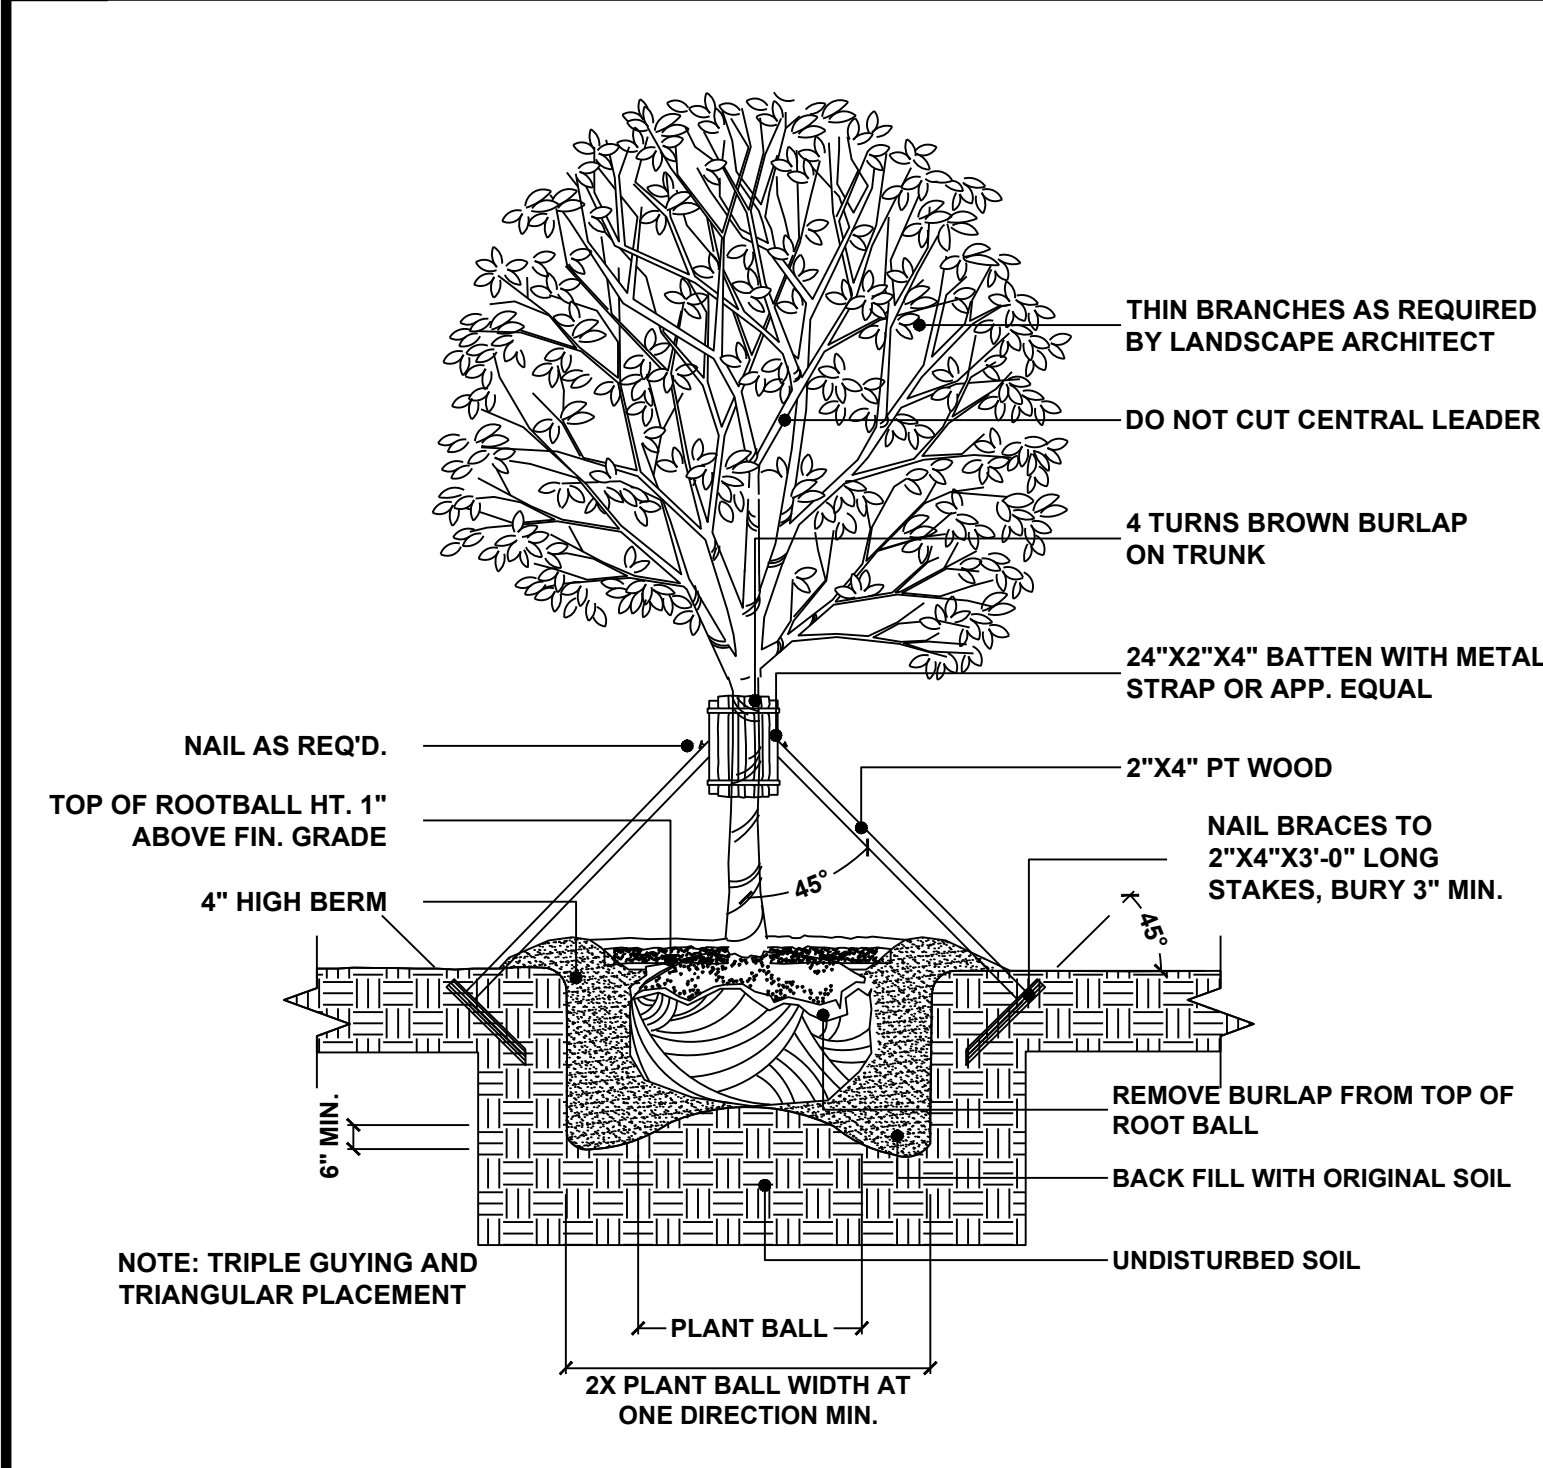 THIN BRANCHES AS REQUIRED
BY LANDSCAPE ARCHITECT
DO NOT CUT CENTRAL LEADER
4 TURNS BROWN BURLAP
ON TRUNK
24"X2"X4" BATTEN WITH METAL
STRAP OR APP. EQUAL
NAIL AS REQ'D.
2"X4" PT WOOD
TOP OF ROOTBALL HT. 1"
ABOVE FIN. GRADE
NAIL BRACES TO
2"X4"X3'-0" LONG
STAKES, BURY 3" MIN.
45°
4" HIGH BERM
45°
6" MIN.
REMOVE BURLAP FROM TOP OF
ROOT BALL
BACK FILL WITH ORIGINAL SOIL
UNDISTURBED SOIL
NOTE: TRIPLE GUYING AND
TRIANGULAR PLACEMENT
PLANT BALL
2X PLANT BALL WIDTH AT
ONE DIRECTION MIN.